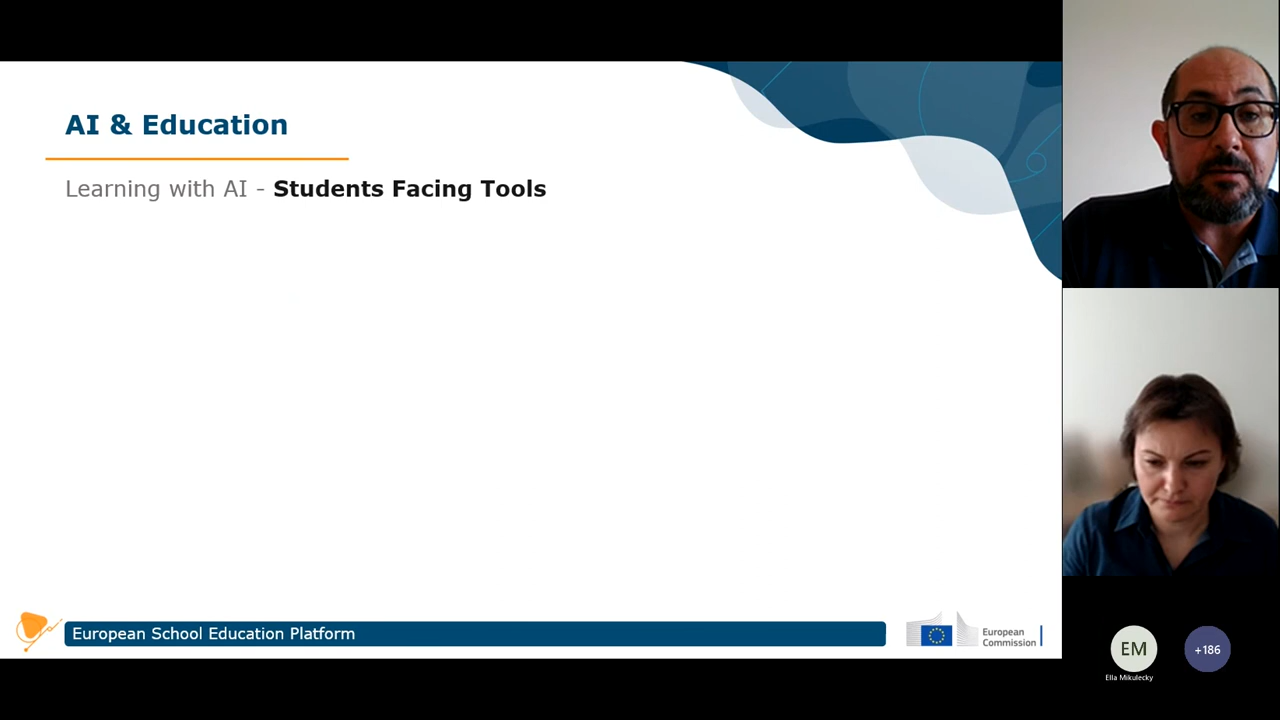 AI & Education
Learning with AI - Students Facing Tools
European School Education Platform
European
Commission
EM
+186
Ella Mikulecky